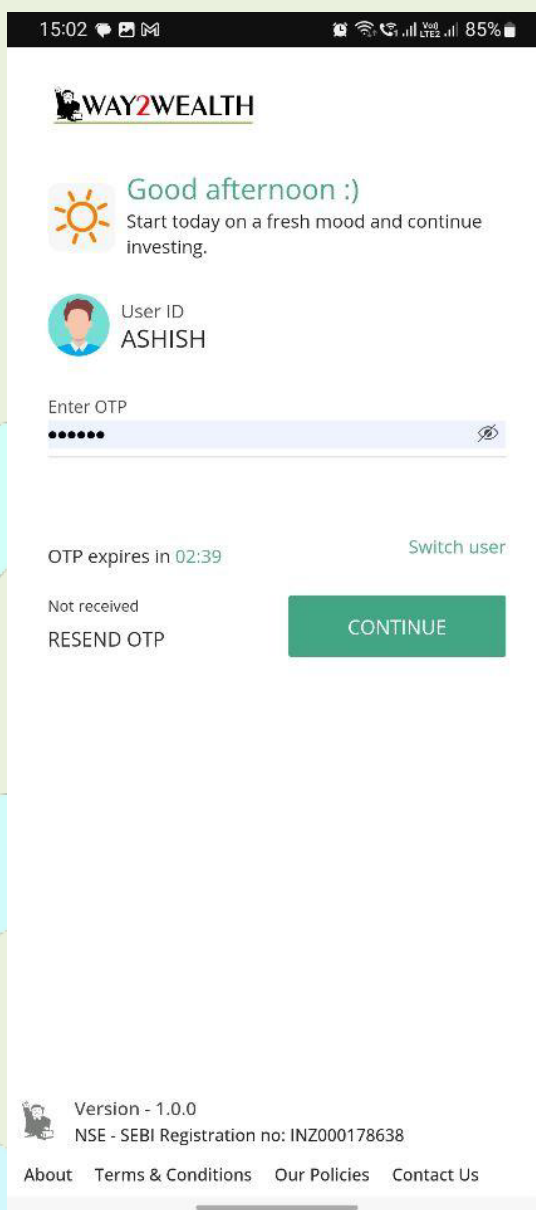 15:02 Vo)) LTE2 85%
WAY2WEALTH
Good afternoon :)
Start today on a fresh mood and continue
investing.
User ID
ASHISH
Enter OTP
••••••
OTP expires in 02:39
Switch user
Not received
RESEND OTP
CONTINUE
Version - 1.0.0
NSE - SEBI Registration no: INZ000178638
About Terms & Conditions Our Policies Contact Us